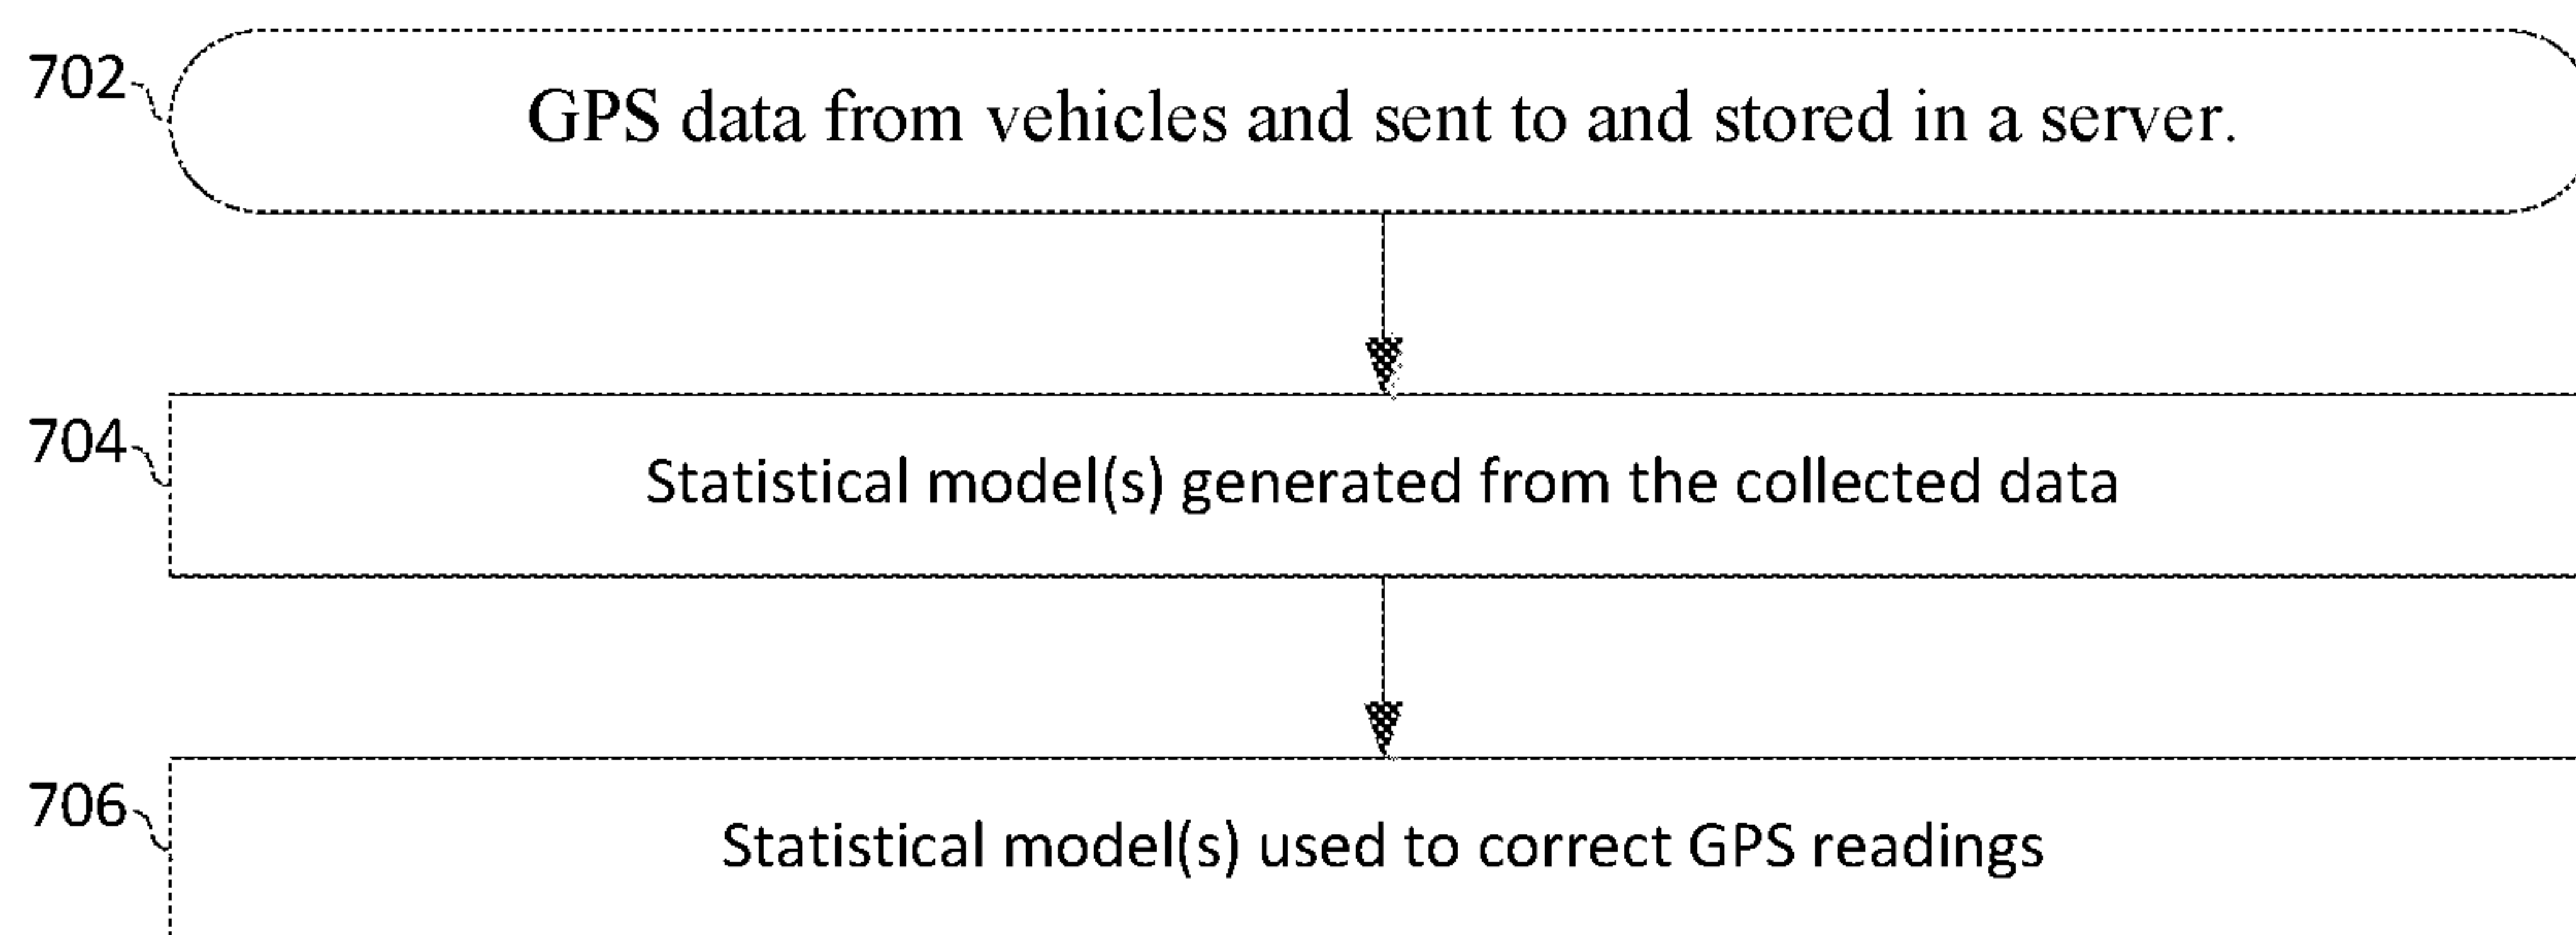 702
GPS data from vehicles and sent to and stored in a server.
704
Statistical model(s) generated from the collected data
706
Statistical model(s) used to correct GPS readings